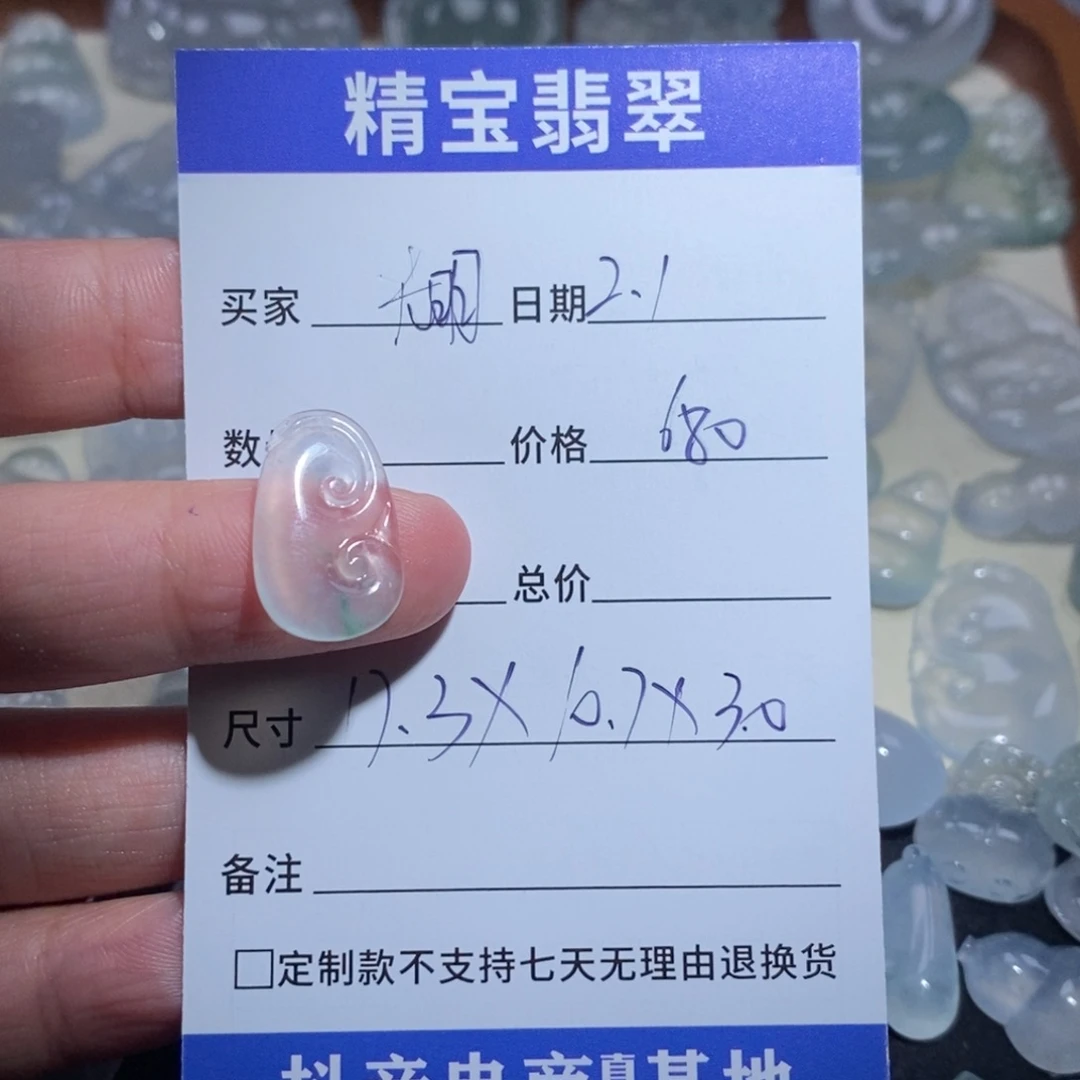 精宝翡翠
买家 日期 2.1
数 价格 680
总价
尺寸 17.3X10.7X3.0
备注
□定制款不支持七天无理由退换货